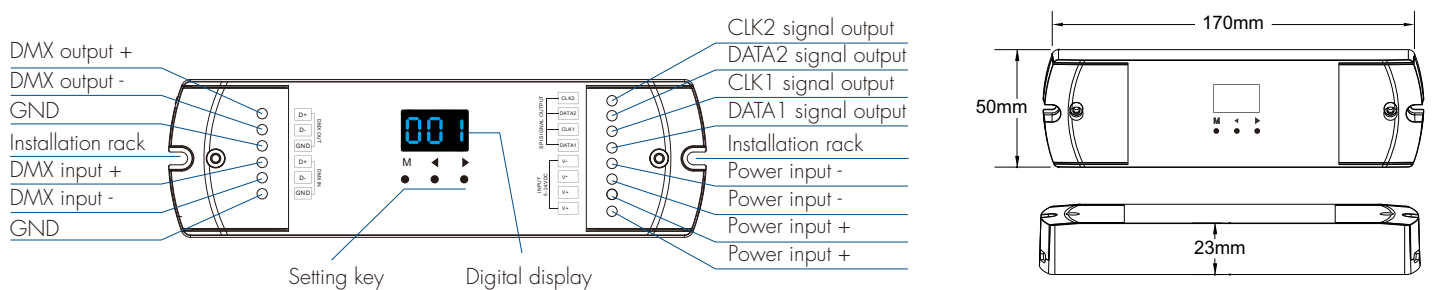 DMX output +
DMX output -
GND
Installation rack
DMX input +
DMX input -
GND
D+
D-
GND
D+
D-
GND
DMX OUT
DMX IN
001
M
Setting key
Digital display
SPI SIGNAL OUTPUT
INPUT
5-24VDC
CLK2
DATA2
CLK1
DATA1
V-
V-
V+
V+
CLK2 signal output
DATA2 signal output
CLK1 signal output
DATA1 signal output
Installation rack
Power input -
Power input -
Power input +
Power input +
170mm
50mm
M
23mm